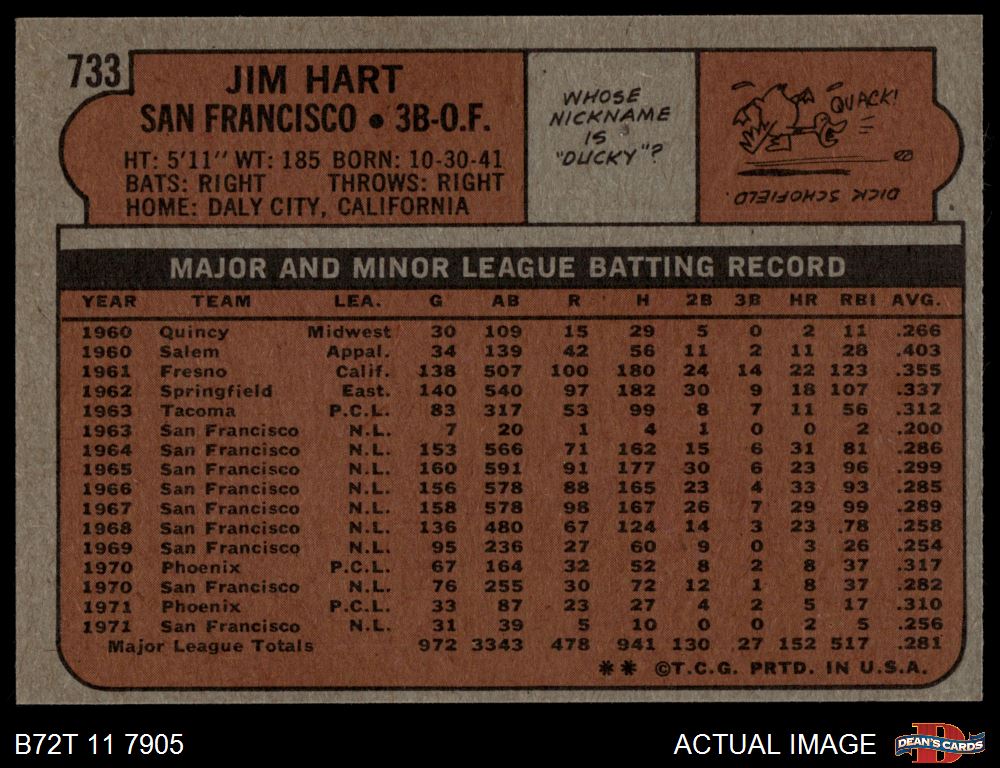 733
JIM HART
SAN FRANCISCO • 3B-O.F.
HT: 5'11" WT: 185 BORN: 10-30-41
BATS: RIGHT THROWS: RIGHT
HOME: DALY CITY, CALIFORNIA
WHOSE
NICKNAME
IS
"DUCKY"?
QUACK!
DICK SCHOFIELD.
MAJOR AND MINOR LEAGUE BATTING RECORD
YEAR TEAM LEA. G AB R H 2B 3B HR RBI AVG.
1960 Quincy Midwest 30 109 15 29 5 0 2 11 .266
1960 Salem Appal. 34 139 42 56 11 2 11 28 .403
1961 Fresno Calif. 138 507 100 180 24 14 22 123 .355
1962 Springfield East. 140 540 97 182 30 9 18 107 .337
1963 Tacoma P.C.L. 83 317 53 99 8 7 11 56 .312
1963 San Francisco N.L. 7 20 1 4 1 0 0 2 .200
1964 San Francisco N.L. 153 566 71 162 15 6 31 81 .286
1965 San Francisco N.L. 160 591 91 177 30 6 23 96 .299
1966 San Francisco N.L. 156 578 88 165 23 4 33 93 .285
1967 San Francisco N.L. 158 578 98 167 26 7 29 99 .289
1968 San Francisco N.L. 136 480 67 124 14 3 23 78 .258
1969 San Francisco N.L. 95 236 27 60 9 0 3 26 .254
1970 Phoenix P.C.L. 67 164 32 52 8 2 8 37 .317
1970 San Francisco N.L. 76 255 30 72 12 1 8 37 .282
1971 Phoenix P.C.L. 33 87 23 27 4 2 5 17 .310
1971 San Francisco N.L. 31 39 5 10 0 0 2 5 .256
Major League Totals 972 3343 478 941 130 27 152 517 .281
** ©T.C.G. PRTD. IN U.S.A.
B72T 11 7905
ACTUAL IMAGE
D
DEAN'S CARDS